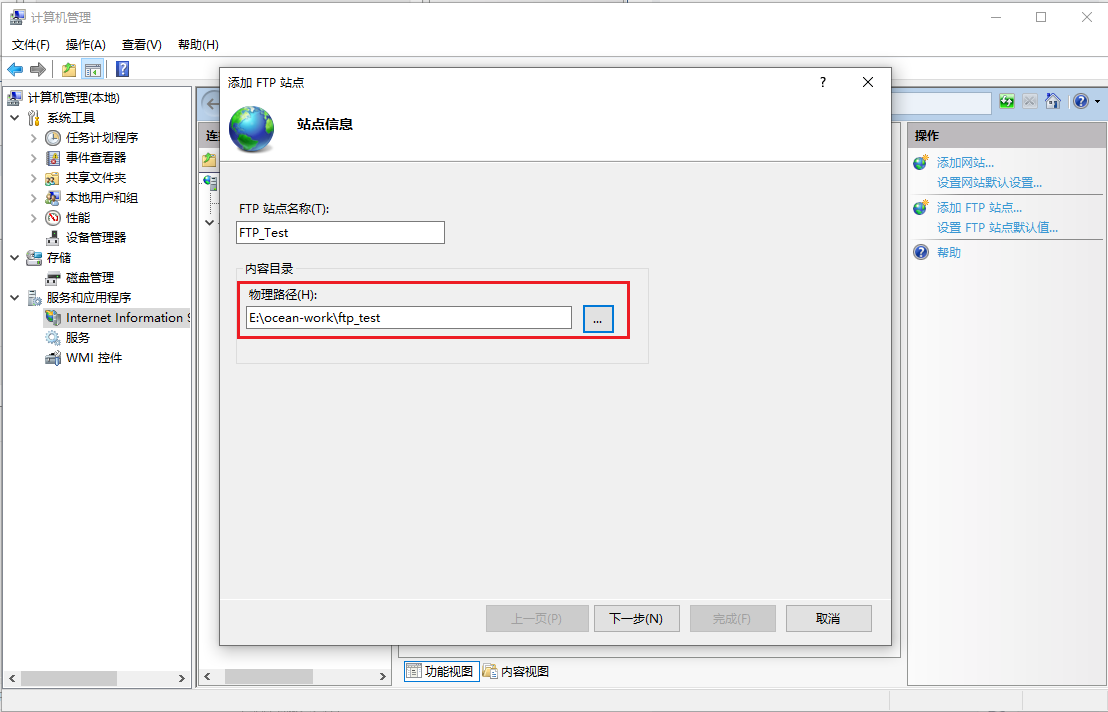 计算机管理
文件(F) 操作(A) 查看(V) 帮助(H)
计算机管理(本地)
系统工具
任务计划程序
事件查看器
共享文件夹
本地用户和组
性能
设备管理器
存储
磁盘管理
服务和应用程序
Internet Information S
服务
WMI 控件
连
添加 FTP 站点
站点信息
FTP 站点名称(T):
FTP_Test
内容目录
物理路径(H):
E:\ocean-work\ftp_test
...
上一页(P) 下一步(N) 完成(F) 取消
功能视图 内容视图
操作
添加网站...
设置网站默认设置...
添加 FTP 站点...
设置 FTP 站点默认值...
帮助